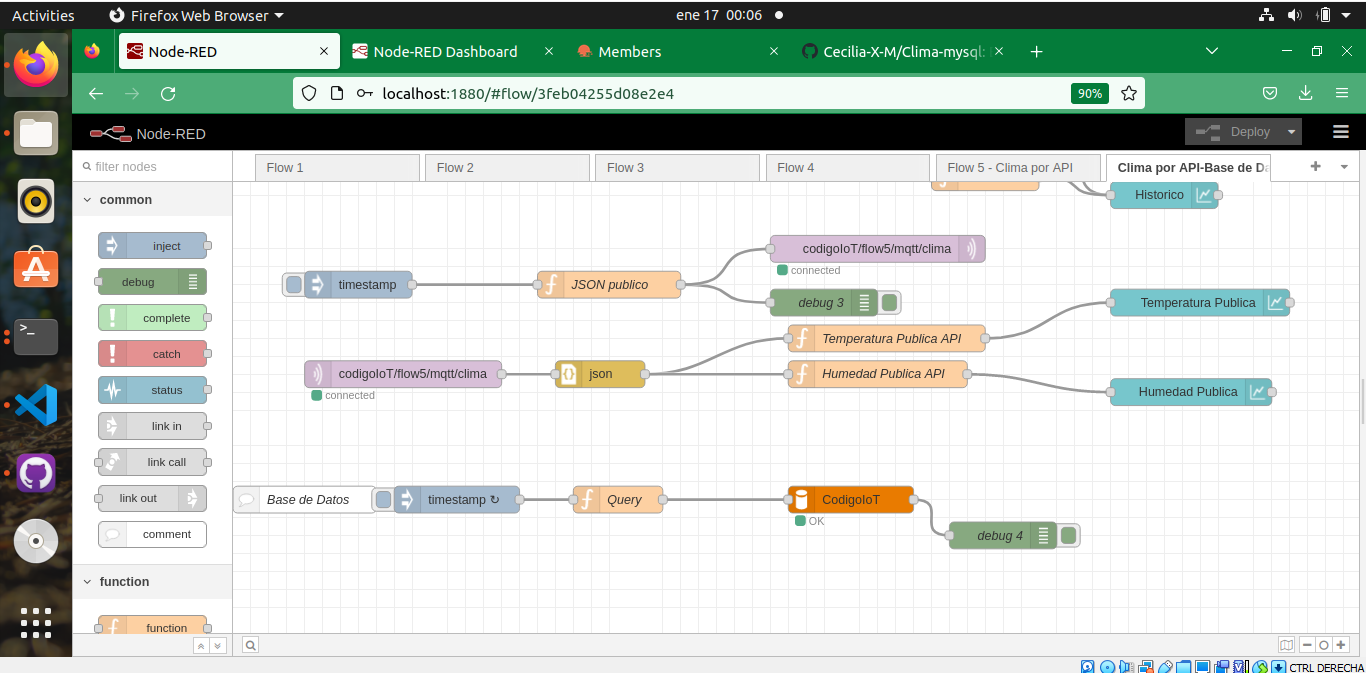 Activities
Firefox Web Browser
ene 17 00:06
Node-RED
Node-RED Dashboard
Members
Cecilia-X-M/Clima-mysql:
localhost:1880/#flow/3feb04255d08e2e4
90%
Node-RED
Deploy
filter nodes
Flow 1
Flow 2
Flow 3
Flow 4
Flow 5 - Clima por API
Clima por API-Base de Da
common
inject
debug
complete
catch
status
link in
link call
link out
comment
function
function
Historico
codigoIoT/flow5/mqtt/clima
connected
timestamp
JSON publico
debug 3
Temperatura Publica
Temperatura Publica API
codigoIoT/flow5/mqtt/clima
connected
json
Humedad Publica API
Humedad Publica
Base de Datos
timestamp ↻
Query
CodigoIoT
OK
debug 4
CTRL DERECHA